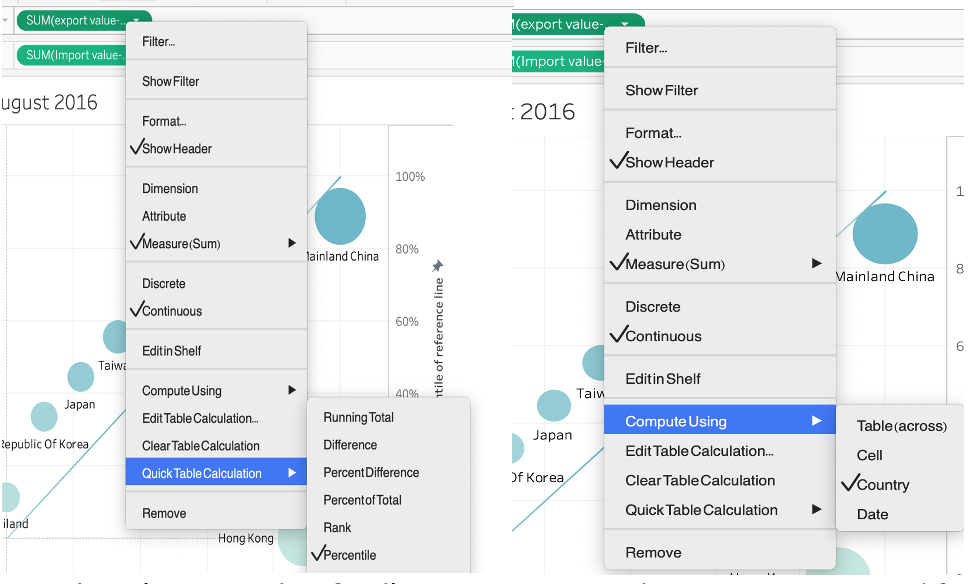 SUM(export value-..
SUM(Import value-.
ugust 2016
Filter...
Show Filter
Format...
Show Header
Dimension
Attribute
Measure (Sum)
Discrete
Continuous
Edit in Shelf
Compute Using
Edit Table Calculation...
Clear Table Calculation
Quick Table Calculation
Remove
Running Total
Difference
Percent Difference
Percent of Total
Rank
Percentile
100%
80%
60%
40%
ntile of reference line
Mainland China
Taiwa
Japan
Republic Of Korea
iland
Hong Kong
(export value-
(Import value-
2016
Filter...
Show Filter
Format...
Show Header
Dimension
Attribute
Measure (Sum)
Discrete
Continuous
Edit in Shelf
Compute Using
Edit Table Calculation...
Clear Table Calculation
Quick Table Calculation
Remove
Table (across)
Cell
Country
Date
1
8
6
Mainland China
Taiw
Japan
Of Korea